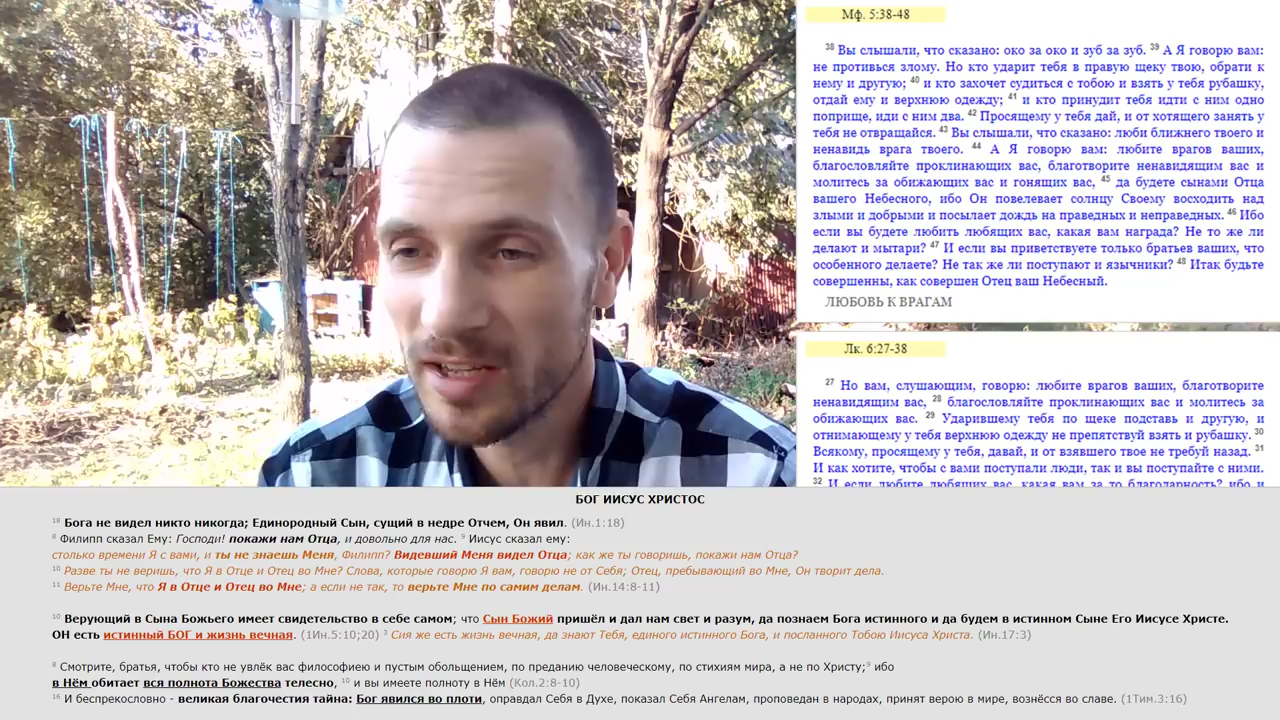 Мф. 5:38-48
38 Вы слышали, что сказано: око за око и зуб за зуб. 39 А Я говорю вам:
не противься злому. Но кто ударит тебя в правую щеку твою, обрати к
нему и другую; 40 и кто захочет судиться с тобою и взять у тебя рубашку,
отдай ему и верхнюю одежду; 41 и кто принудит тебя идти с ним одно
поприще, иди с ним два. 42 Просящему у тебя дай, и от хотящего занять у
тебя не отвращайся. 43 Вы слышали, что сказано: люби ближнего твоего и
ненавидь врага твоего. 44 А Я говорю вам: любите врагов ваших,
благословляйте проклинающих вас, благотворите ненавидящим вас и
молитесь за обижающих вас и гонящих вас, 45 да будете сынами Отца
вашего Небесного, ибо Он повелевает солнцу Своему восходить над
злыми и добрыми и посылает дождь на праведных и неправедных. 46 Ибо
если вы будете любить любящих вас, какая вам награда? Не то же ли
делают и мытари? 47 И если вы приветствуете только братьев ваших, что
особенного делаете? Не так же ли поступают и язычники? 48 Итак будьте
совершенны, как совершен Отец ваш Небесный.
ЛЮБОВЬ К ВРАГАМ
Лк. 6:27-38
27 Но вам, слушающим, говорю: любите врагов ваших, благотворите
ненавидящим вас, 28 благословляйте проклинающих вас и молитесь за
обижающих вас. 29 Ударившему тебя по щеке подставь и другую, и
отнимающему у тебя верхнюю одежду не препятствуй взять и рубашку. 30
Всякому, просящему у тебя, давай, и от взявшего твое не требуй назад. 31
И как хотите, чтобы с вами поступали люди, так и вы поступайте с ними.
32 И если любите любящих вас, какая вам за то благодарность? ибо и
БОГ ИИСУС ХРИСТОС
18 Бога не видел никто никогда; Единородный Сын, сущий в недре Отчем, Он явил. (Ин.1:18)
8 Филипп сказал Ему: Господи! покажи нам Отца, и довольно для нас. 9 Иисус сказал ему:
столько времени Я с вами, и ты не знаешь Меня, Филипп? Видевший Меня видел Отца; как же ты говоришь, покажи нам Отца?
10 Разве ты не веришь, что Я в Отце и Отец во Мне? Слова, которые говорю Я вам, говорю не от Себя; Отец, пребывающий во Мне, Он творит дела.
11 Верьте Мне, что Я в Отце и Отец во Мне; а если не так, то верьте Мне по самим делам. (Ин.14:8-11)
10 Верующий в Сына Божьего имеет свидетельство в себе самом; что Сын Божий пришёл и дал нам свет и разум, да познаем Бога истинного и да будем в истинном Сыне Его Иисусе Христе.
ОН есть истинный БОГ и жизнь вечная. (1Ин.5:10;20) 3 Сия же есть жизнь вечная, да знают Тебя, единого истинного Бога, и посланного Тобою Иисуса Христа. (Ин.17:3)
8 Смотрите, братья, чтобы кто не увлёк вас философиею и пустым обольщением, по преданию человеческому, по стихиям мира, а не по Христу;9 ибо
в Нём обитает вся полнота Божества телесно, 10 и вы имеете полноту в Нём (Кол.2:8-10)
16 И беспрекословно - великая благочестия тайна: Бог явился во плоти, оправдал Себя в Духе, показал Себя Ангелам, проповедан в народах, принят верою в мире, вознёсся во славе. (1Тим.3:16)